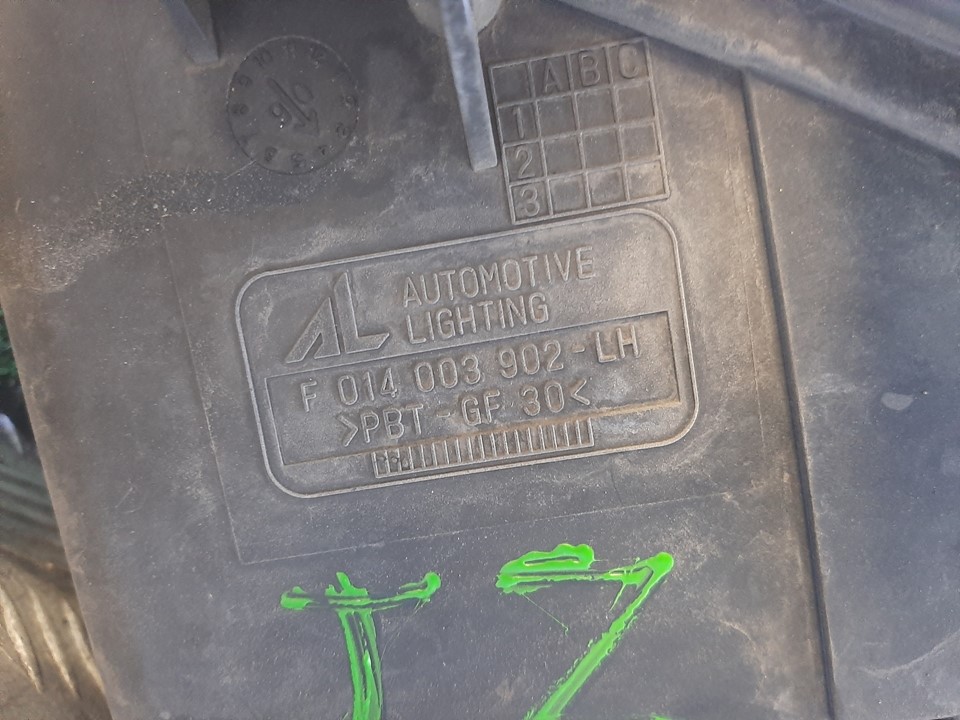 A B C
1
2
3
AL AUTOMOTIVE
LIGHTING
F 014 003 902-LH
>PBT-GF 30<